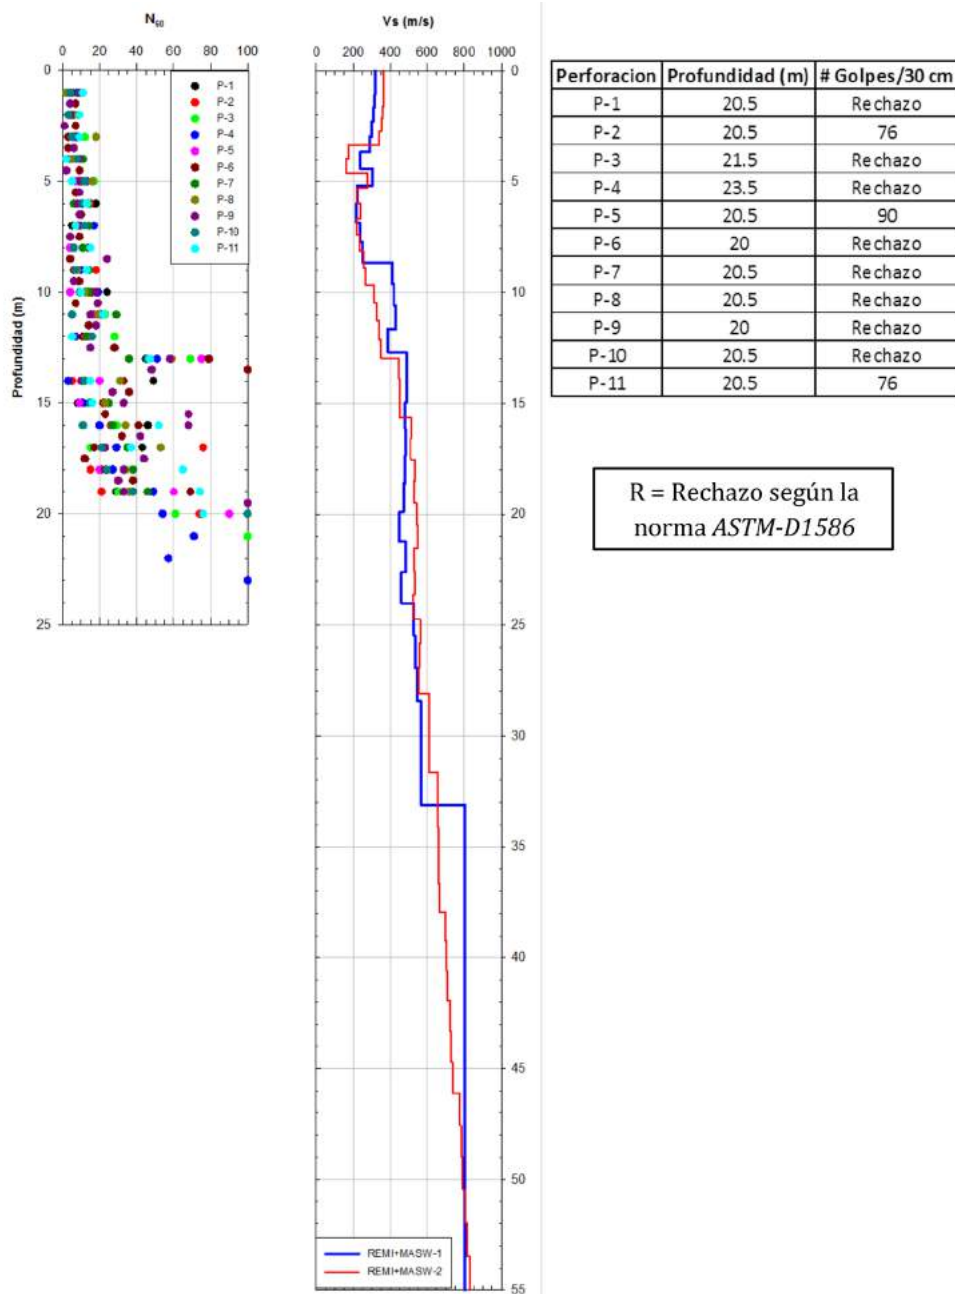 N60
0 20 40 60 80 100
0
5
10
15
20
25
Profundidad (m)
P-1
P-2
P-3
P-4
P-5
P-6
P-7
P-8
P-9
P-10
P-11
Vs (m/s)
0 200 400 600 800 1000
0
5
10
15
20
25
30
35
40
45
50
55
REMI+MASW-1
REMI+MASW-2
Perforacion Profundidad (m) # Golpes/30 cm
P-1 20.5 Rechazo
P-2 20.5 76
P-3 21.5 Rechazo
P-4 23.5 Rechazo
P-5 20.5 90
P-6 20 Rechazo
P-7 20.5 Rechazo
P-8 20.5 Rechazo
P-9 20 Rechazo
P-10 20.5 Rechazo
P-11 20.5 76
R = Rechazo según la
norma ASTM-D1586